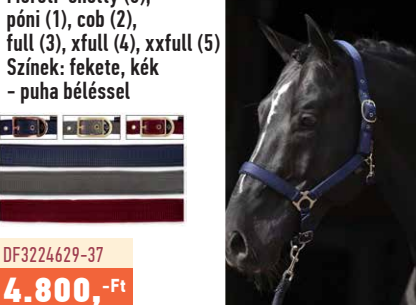 póni (1), cob (2),
full (3), xfull (4), xxfull (5)
Színek: fekete, kék
- puha béléssel
DF3224629-37
4.800,-Ft